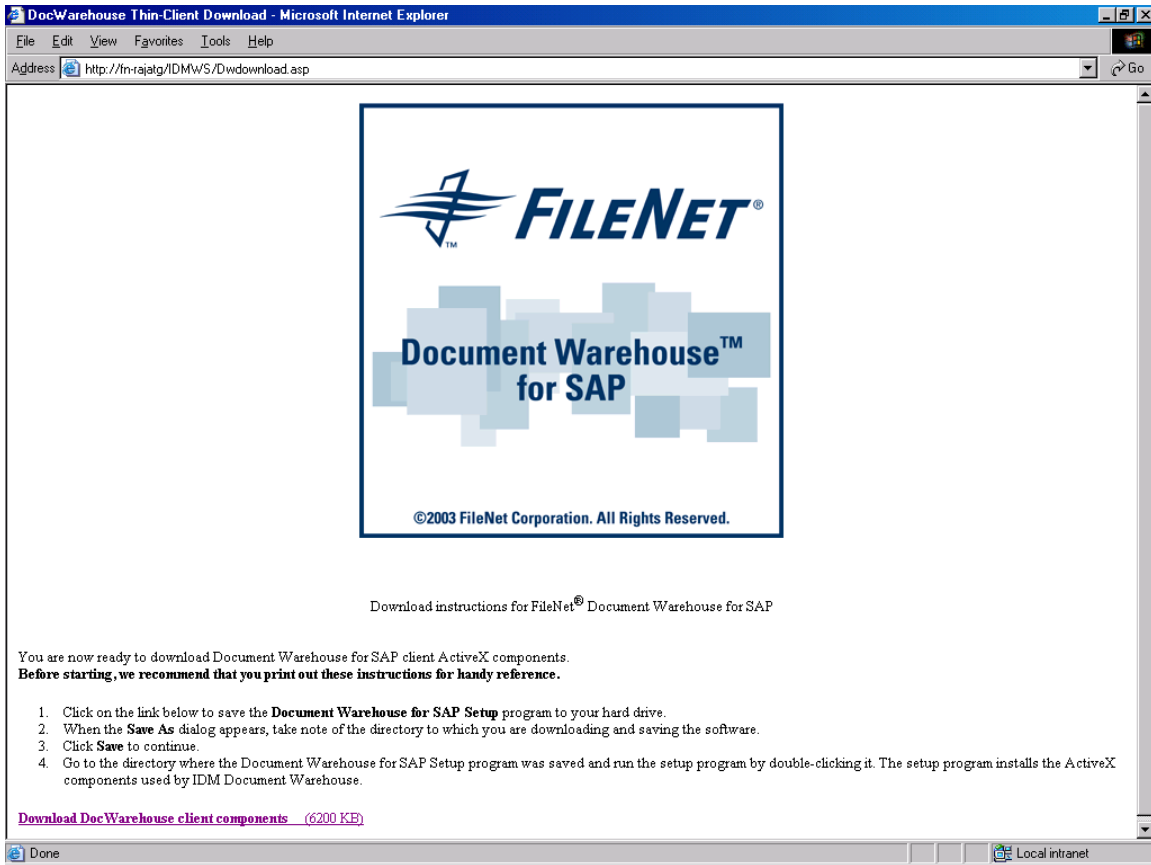 DocWarehouse Thin-Client Download - Microsoft Internet Explorer
File Edit View Favorites Tools Help
Address http://fn-rajatg/IDMWS/Dwdownload.asp Go
FILENET®
TM
Document Warehouse™
for SAP
©2003 FileNet Corporation. All Rights Reserved.
Download instructions for FileNet® Document Warehouse for SAP
You are now ready to download Document Warehouse for SAP client ActiveX components.
Before starting, we recommend that you print out these instructions for handy reference.
1. Click on the link below to save the Document Warehouse for SAP Setup program to your hard drive.
2. When the Save As dialog appears, take note of the directory to which you are downloading and saving the software.
3. Click Save to continue.
4. Go to the directory where the Document Warehouse for SAP Setup program was saved and run the setup program by double-clicking it. The setup program installs the ActiveX
components used by IDM Document Warehouse.
Download DocWarehouse client components (6200 KB)
Done Local intranet